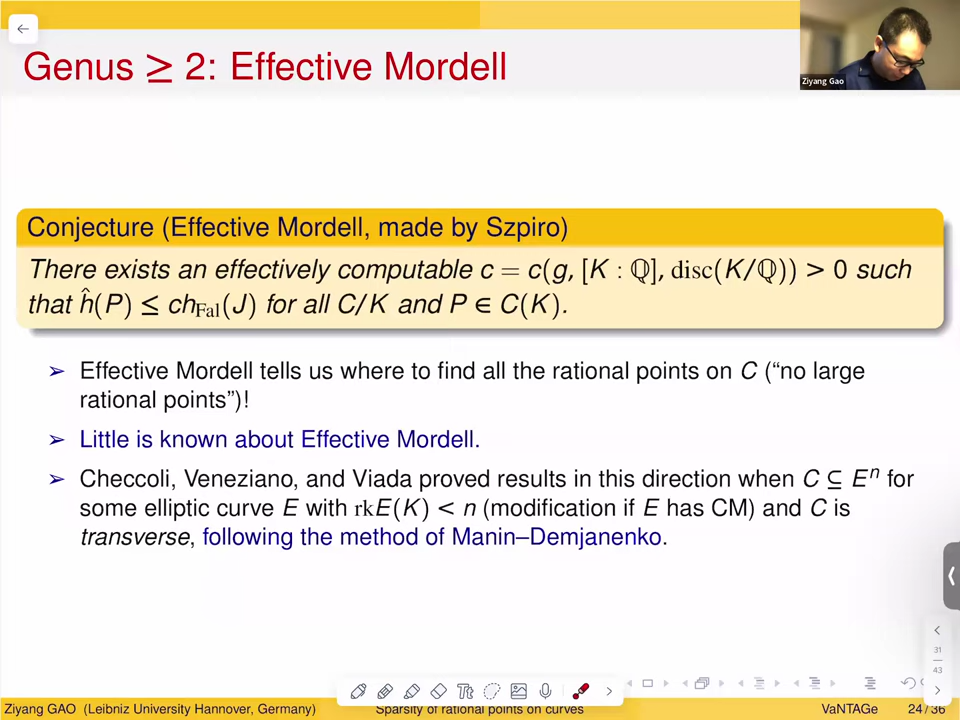 Genus ≥ 2: Effective Mordell
Ziyang Gao
Conjecture (Effective Mordell, made by Szpiro)
There exists an effectively computable c = c(g, [K : ℚ], disc(K/ℚ)) > 0 such
that ĥ(P) ≤ ch_Fal(J) for all C/K and P ∈ C(K).
➢ Effective Mordell tells us where to find all the rational points on C (“no large
rational points”)!
➢ Little is known about Effective Mordell.
➢ Checcoli, Veneziano, and Viada proved results in this direction when C ⊆ Eⁿ for
some elliptic curve E with rkE(K) < n (modification if E has CM) and C is
transverse, following the method of Manin–Demjanenko.
31
43
Tt
Ziyang GAO (Leibniz University Hannover, Germany) Sparsity of rational points on curves VaNTAGe 24 / 36